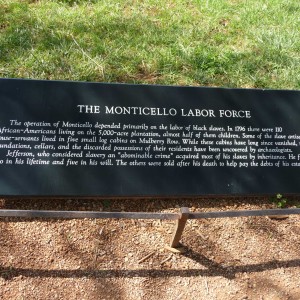 THE MONTICELLO LABOR FORCE
The operation of Monticello depended primarily on the labor of black slaves. In 1796 there were 110
African-Americans living on the 5,000-acre plantation, almost half of them children. Some of the slave
use-servants lived in five small log cabins on Mulberry Row. While these cabins have long since vanished,
undations, cellars, and the discarded possessions of their residents have been uncovered by archaeologists.
Jefferson, who considered slavery an "abominable crime" acquired most of his slaves by inheritance. He
o in his lifetime and five in his will. The others were sold after his death to help pay the debts of his